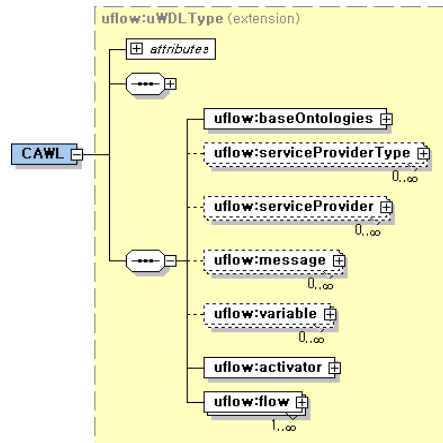 uflow:uWDLType (extension)
attributes
CAWL
uflow:baseOntologies
uflow:serviceProviderType
0..∞
uflow:serviceProvider
0..∞
uflow:message
0..∞
uflow:variable
0..∞
uflow:activator
uflow:flow
1..∞